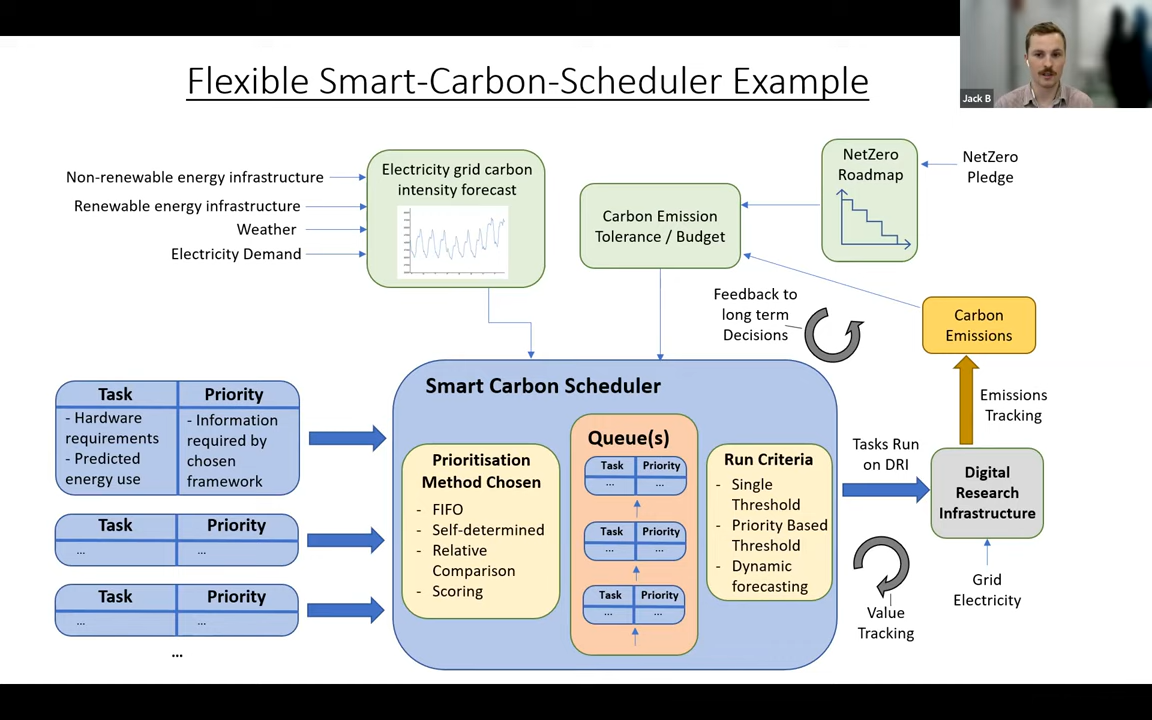 Flexible Smart-Carbon-Scheduler Example
Jack B
Non-renewable energy infrastructure
Renewable energy infrastructure
Weather
Electricity Demand
Electricity grid carbon
intensity forecast
Carbon Emission
Tolerance / Budget
NetZero
Roadmap
NetZero
Pledge
Feedback to
long term
Decisions
Carbon
Emissions
Emissions
Tracking
Task
Priority
- Hardware
requirements
- Predicted
energy use
- Information
required by
chosen
framework
Task
Priority
...
...
Task
Priority
...
...
...
Smart Carbon Scheduler
Prioritisation
Method Chosen
- FIFO
- Self-determined
- Relative
Comparison
- Scoring
Queue(s)
Task
Priority
...
...
Task
Priority
...
...
Task
Priority
...
...
Run Criteria
- Single
Threshold
- Priority Based
Threshold
- Dynamic
forecasting
Tasks Run
on DRI
Digital
Research
Infrastructure
Value
Tracking
Grid
Electricity